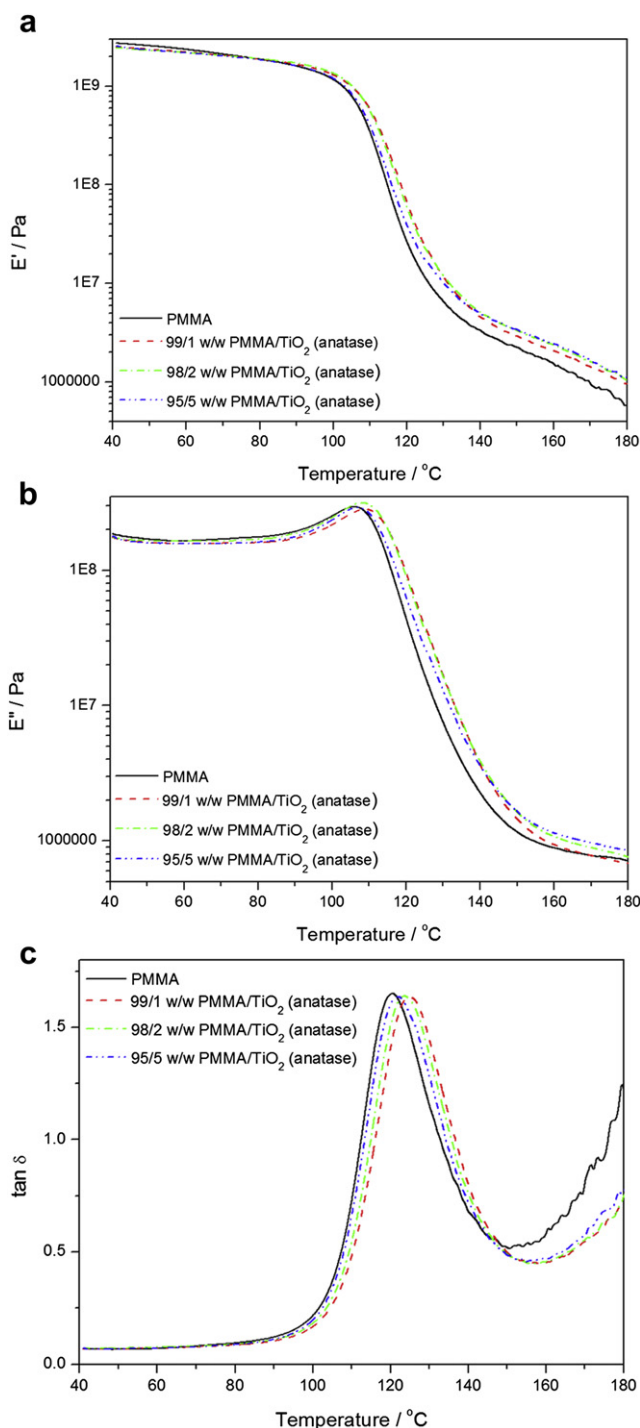 a
1E9
1E8
1E7
1000000
E' / Pa
PMMA
99/1 w/w PMMA/TiO2 (anatase)
98/2 w/w PMMA/TiO2 (anatase)
95/5 w/w PMMA/TiO2 (anatase)
40 60 80 100 120 140 160 180
Temperature / °C
b
1E8
1E7
1000000
E'' / Pa
PMMA
99/1 w/w PMMA/TiO2 (anatase)
98/2 w/w PMMA/TiO2 (anatase)
95/5 w/w PMMA/TiO2 (anatase)
40 60 80 100 120 140 160 180
Temperature / °C
c
PMMA
99/1 w/w PMMA/TiO2 (anatase)
98/2 w/w PMMA/TiO2 (anatase)
95/5 w/w PMMA/TiO2 (anatase)
1.5
1.0
0.5
0.0
tan δ
40 60 80 100 120 140 160 180
Temperature / °C